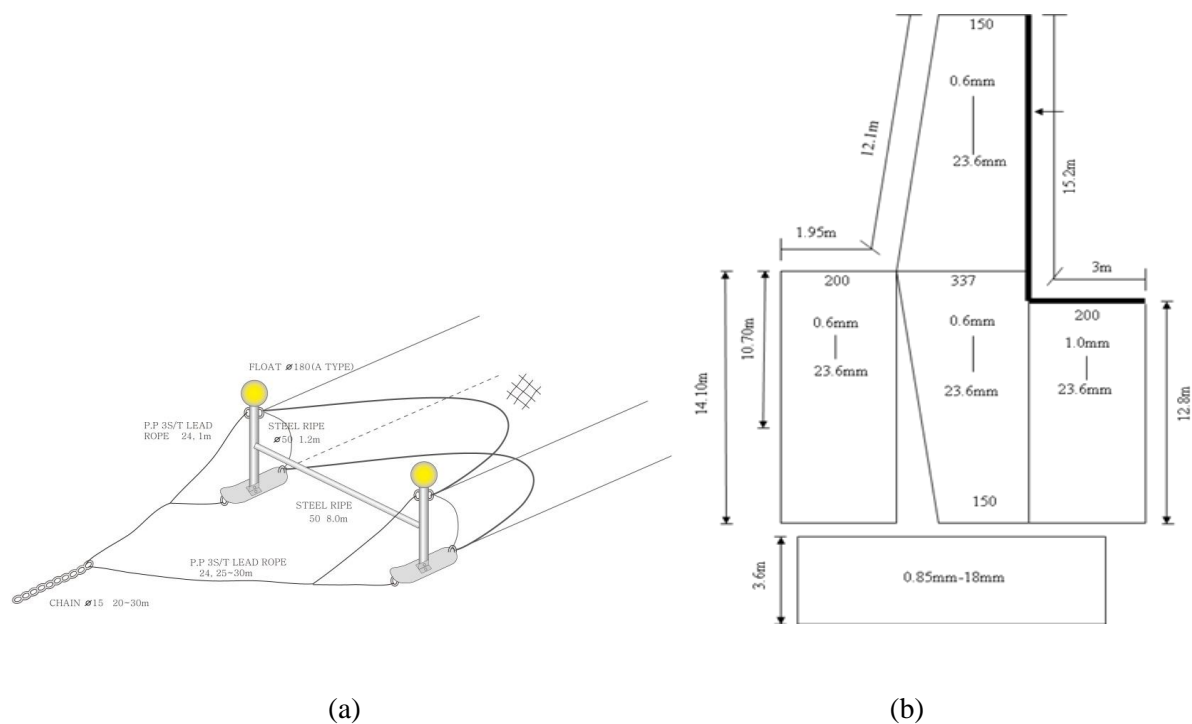 FLOAT ø180(A TYPE)
P.P 3S/T LEAD
ROPE 24, 1m
STEEL RIPE
ø50 1.2m
STEEL RIPE
50 8.0m
P.P 3S/T LEAD ROPE
24, 25~30m
CHAIN ø15 20~30m
(a)
150
0.6mm
23.6mm
12.1m
15.2m
1.95m
3m
200
337
200
0.6mm
0.6mm
1.0mm
23.6mm
23.6mm
23.6mm
14.10m
10.70m
12.8m
150
3.6m
0.85mm-18mm
(b)